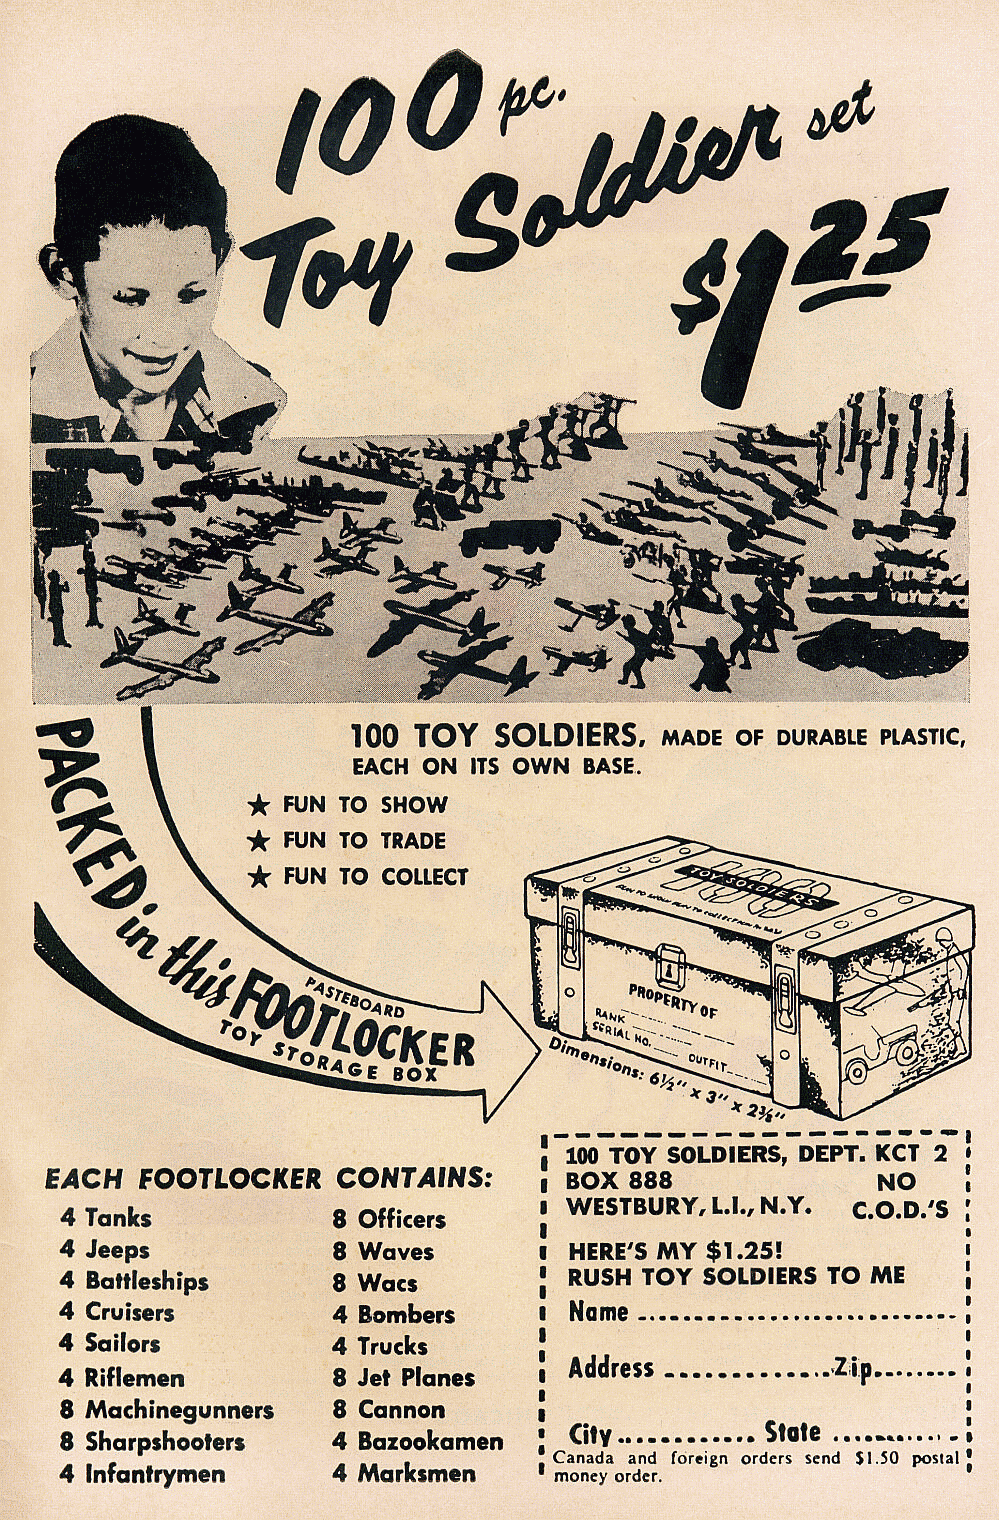 100 pc.
Toy Soldier set
$1.25
100 TOY SOLDIERS, MADE OF DURABLE PLASTIC,
EACH ON ITS OWN BASE.
★ FUN TO SHOW
★ FUN TO TRADE
★ FUN TO COLLECT
PACKED in this FOOTLOCKER
PASTEBOARD
TOY STORAGE BOX
100
TOY SOLDIERS
PROPERTY OF
RANK
SERIAL NO.
OUTFIT
Dimensions: 6½" x 3" x 2⅜"
EACH FOOTLOCKER CONTAINS:
4 Tanks
4 Jeeps
4 Battleships
4 Cruisers
4 Sailors
4 Riflemen
8 Machinegunners
8 Sharpshooters
4 Infantrymen
8 Officers
8 Waves
8 Wacs
4 Bombers
4 Trucks
8 Jet Planes
8 Cannon
4 Bazookamen
4 Marksmen
100 TOY SOLDIERS, DEPT. KCT 2
BOX 888
WESTBURY, L.I., N.Y.
NO
C.O.D.'S
HERE'S MY $1.25!
RUSH TOY SOLDIERS TO ME
Name
Address Zip
City State
Canada and foreign orders send $1.50 postal
money order.